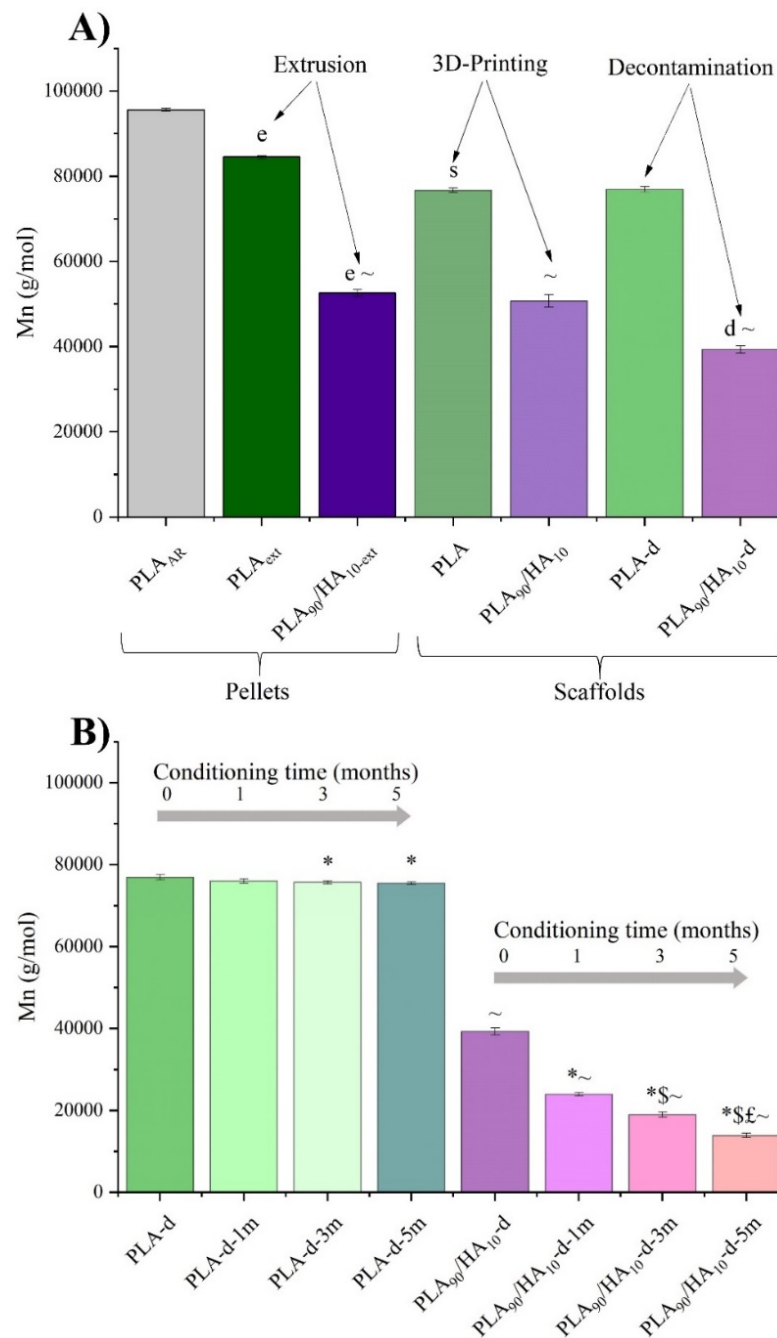 A)
Extrusion
3D-Printing
Decontamination
100000
80000
60000
40000
20000
0
Mn (g/mol)
e
e ~
s
~
d ~
PLA_AR
PLA_ext
PLA₉₀/HA₁₀₋ext
PLA
PLA₉₀/HA₁₀
PLA-d
PLA₉₀/HA₁₀-d
Pellets
Scaffolds
B)
Conditioning time (months)
0 1 3 5
100000
80000
60000
40000
20000
0
Mn (g/mol)
* *
Conditioning time (months)
0 1 3 5
~
*~
*$~
*$£~
PLA-d
PLA-d-1m
PLA-d-3m
PLA-d-5m
PLA₉₀/HA₁₀-d
PLA₉₀/HA₁₀-d-1m
PLA₉₀/HA₁₀-d-3m
PLA₉₀/HA₁₀-d-5m